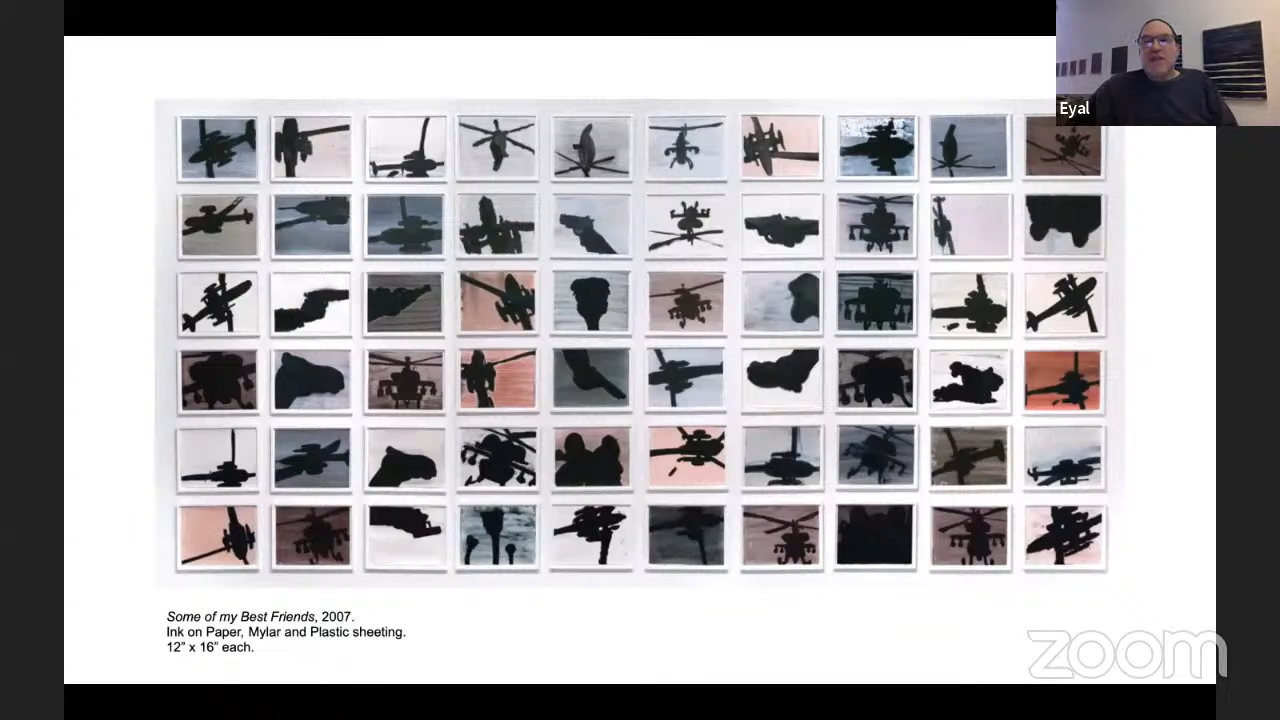 Eyal
Some of my Best Friends, 2007.
Ink on Paper, Mylar and Plastic sheeting.
12” x 16” each.
zoom